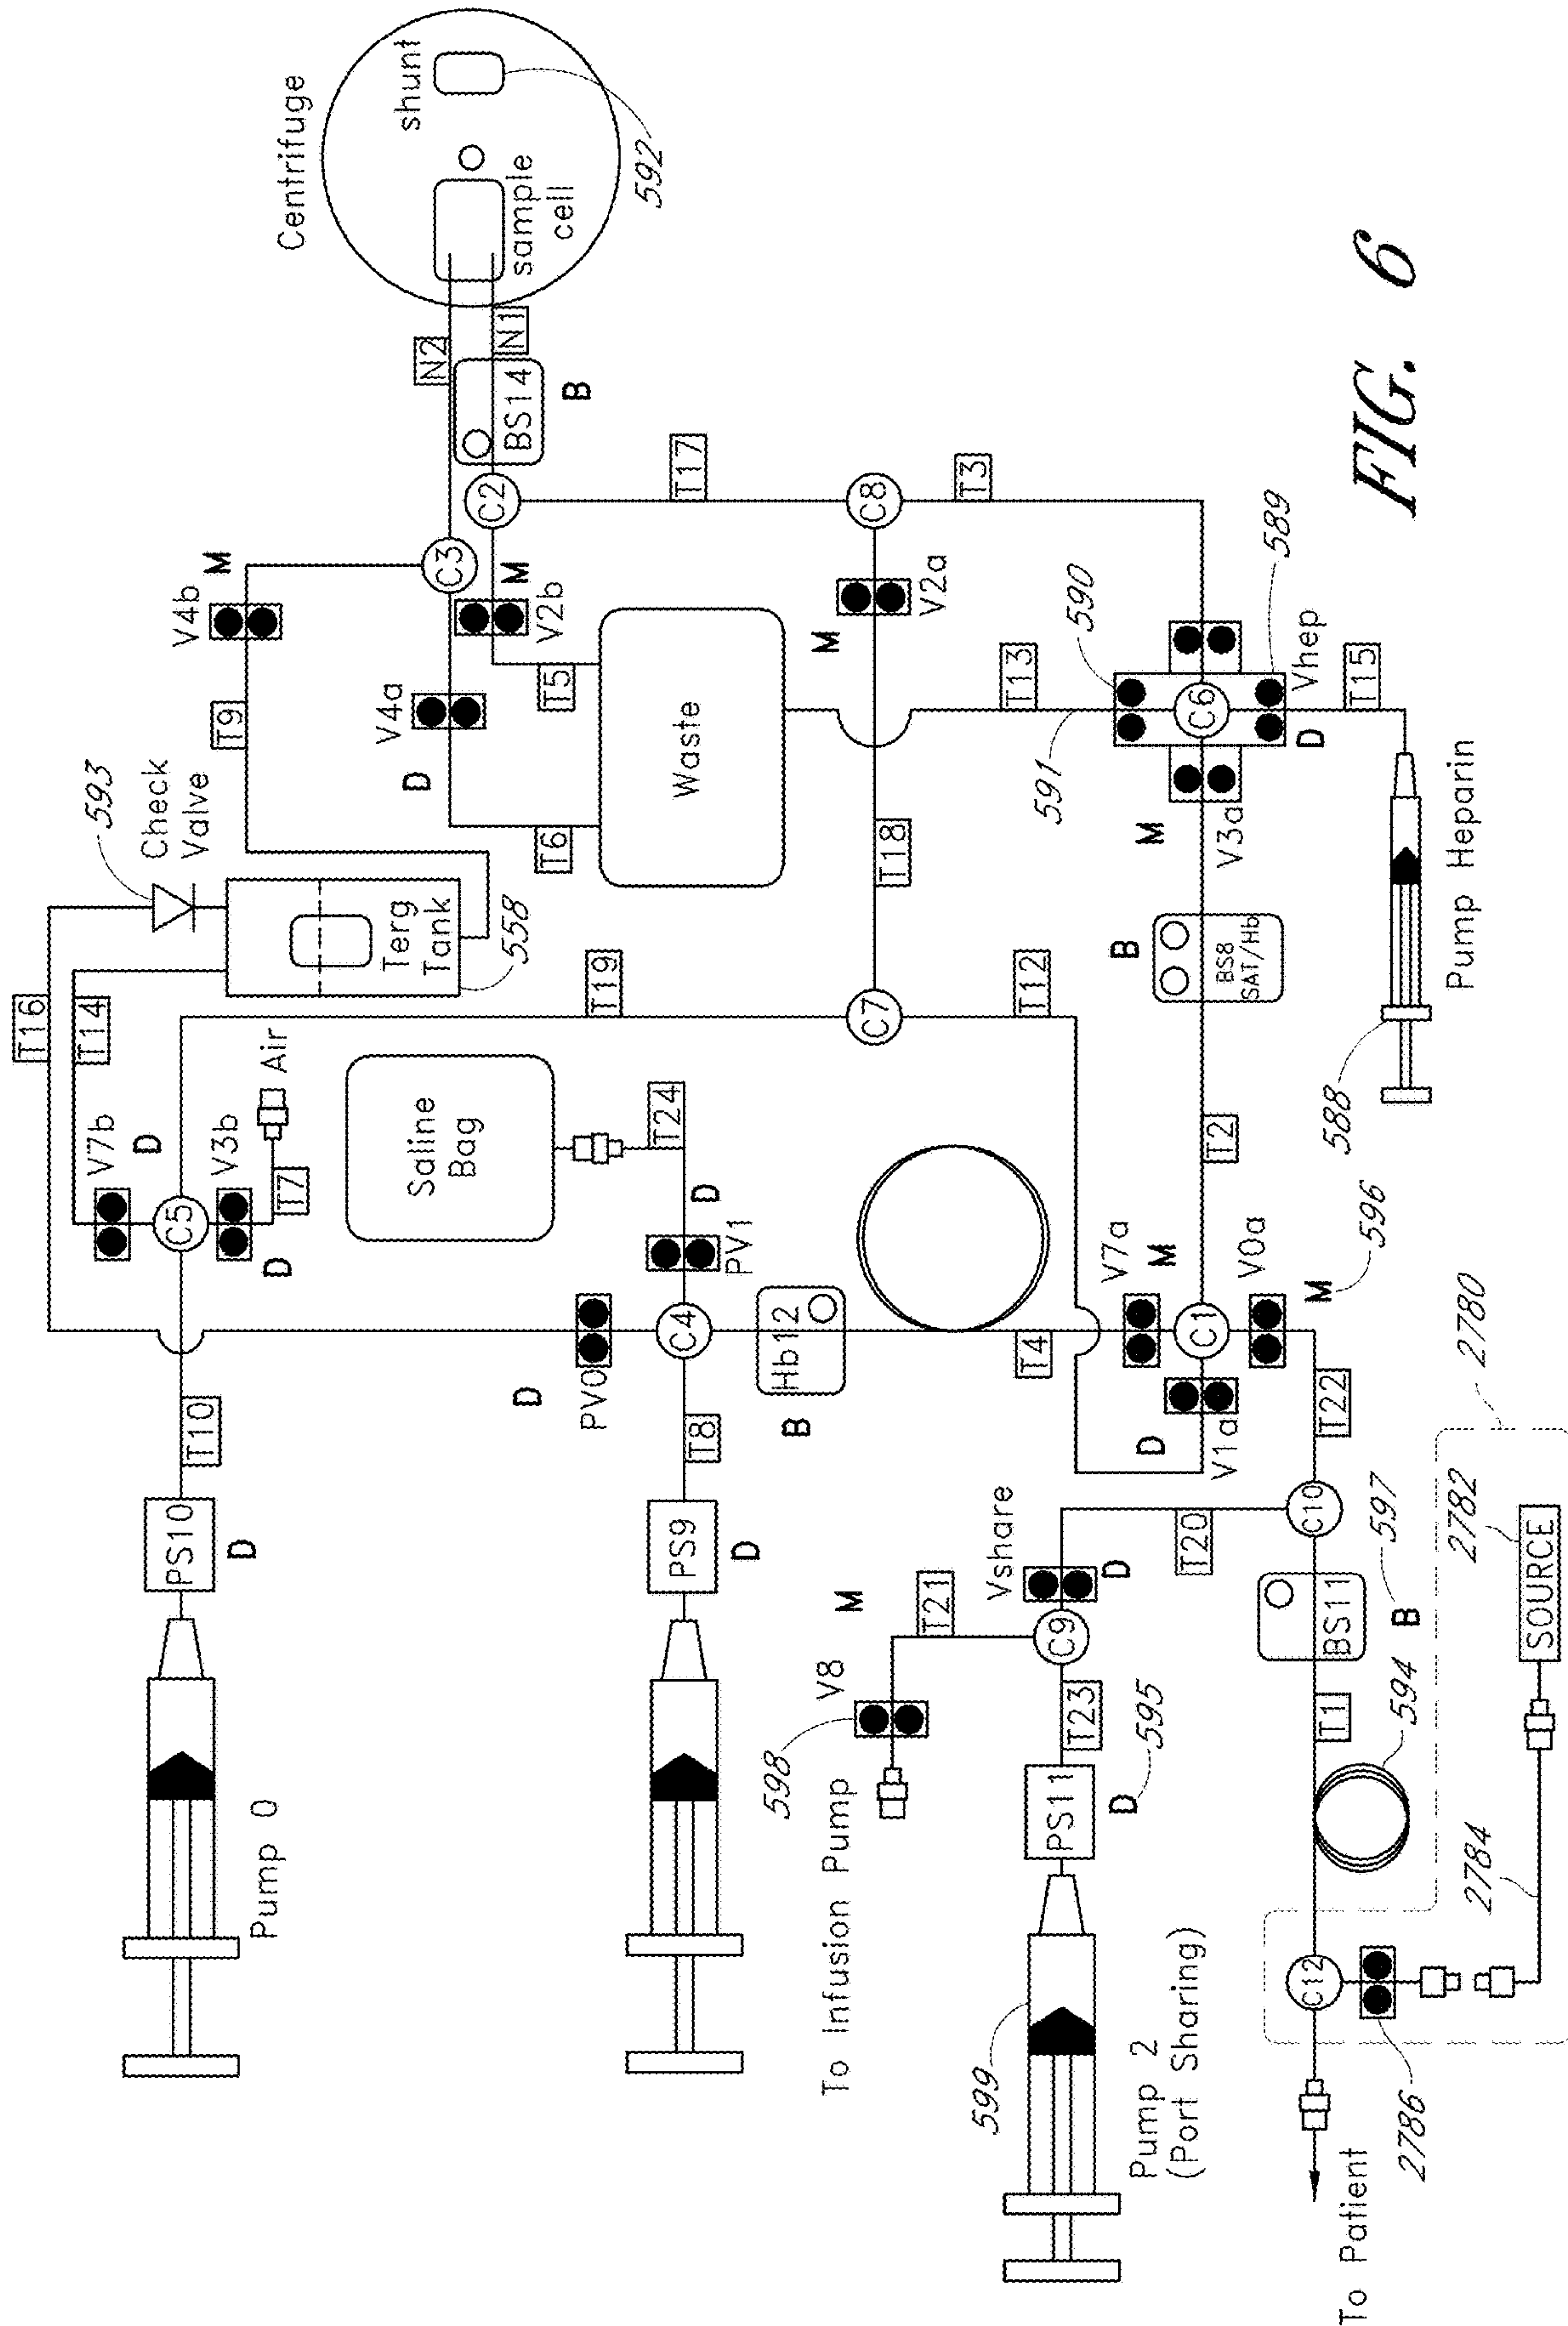 Centrifuge
shunt
sample
cell
592
N2
N1
BS14
B
C2
C3
M
V4b
T9
V4a
D
V2b
M
T5
T6
Waste
T17
C8
T3
V2a
M
T18
T13
591
590
589
C6
Vhep
D
T15
V3a
M
B
BS8
SAT/Hb
Pump Heparin
588
593
Check
Valve
Terg
Tank
558
T16
T14
T19
C7
T12
V7b
D
C5
V3b
D
T7
Air
Saline
Bag
T24
D
PV1
PV0
D
C4
Hb12
B
T4
T2
V7a
M
C1
V0a
M
596
V1a
D
T22
T10
PS10
D
Pump 0
T8
PS9
D
Vshare
D
C9
T20
C10
T21
M
V8
598
To Infusion Pump
T23
PS11
D
595
599
Pump 2
(Port Sharing)
BS11
B
597
T1
594
C12
2780
2782
SOURCE
2784
2786
To Patient
FIG. 6